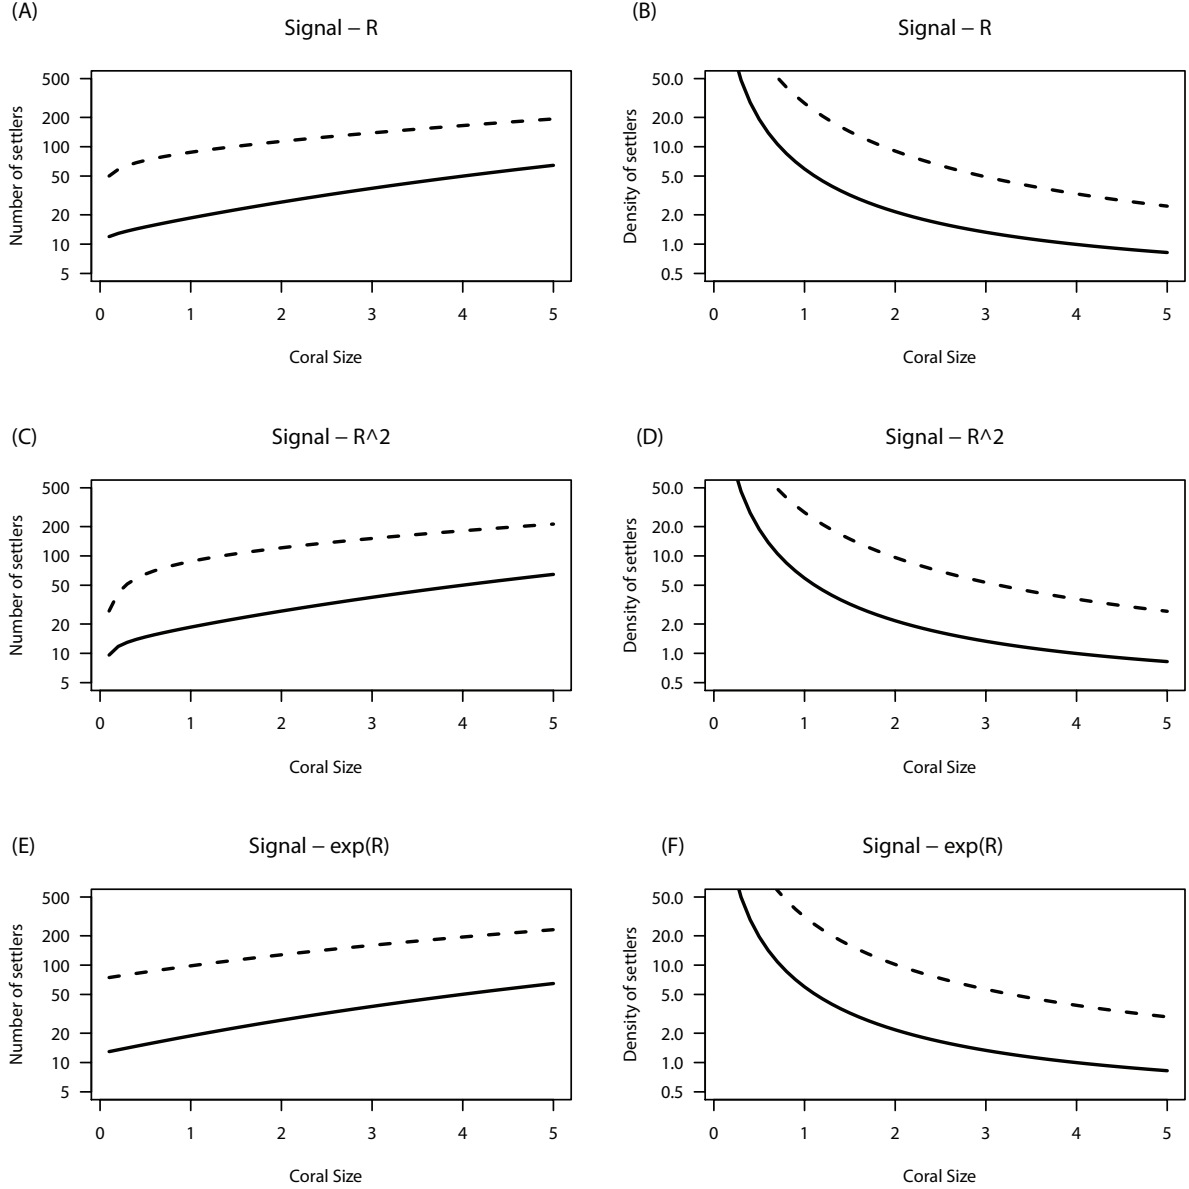 (A)
Signal – R
Number of settlers
500
200
100
50
20
10
5
0 1 2 3 4 5
Coral Size
(B)
Signal – R
Density of settlers
50.0
20.0
10.0
5.0
2.0
1.0
0.5
0 1 2 3 4 5
Coral Size
(C)
Signal – R^2
Number of settlers
500
200
100
50
20
10
5
0 1 2 3 4 5
Coral Size
(D)
Signal – R^2
Density of settlers
50.0
20.0
10.0
5.0
2.0
1.0
0.5
0 1 2 3 4 5
Coral Size
(E)
Signal – exp(R)
Number of settlers
500
200
100
50
20
10
5
0 1 2 3 4 5
Coral Size
(F)
Signal – exp(R)
Density of settlers
50.0
20.0
10.0
5.0
2.0
1.0
0.5
0 1 2 3 4 5
Coral Size